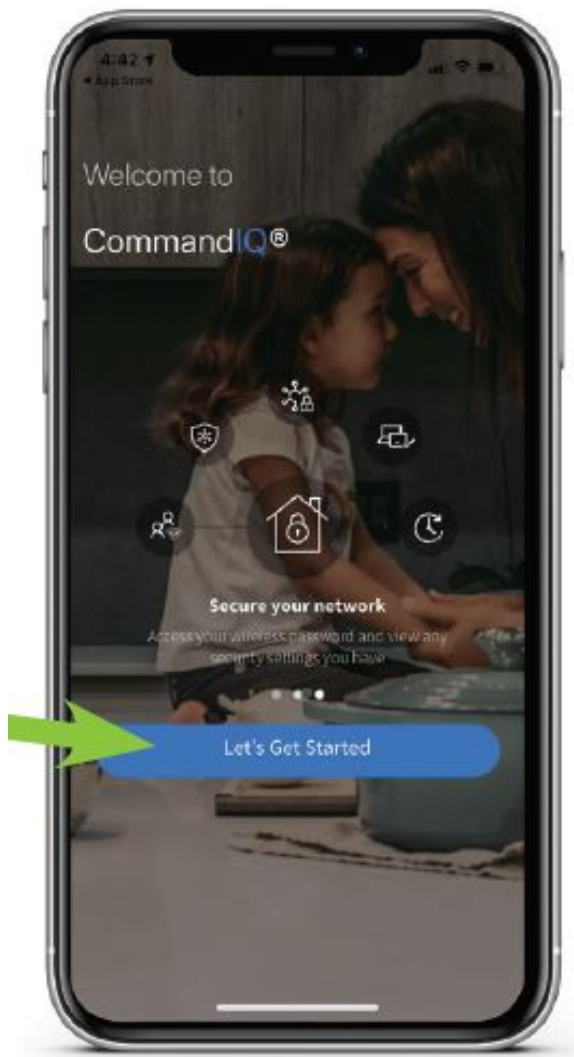 4:42
◀ App Store
Welcome to
CommandIQ®
Secure your network
Access your wireless password and view any
security settings you have
Let's Get Started